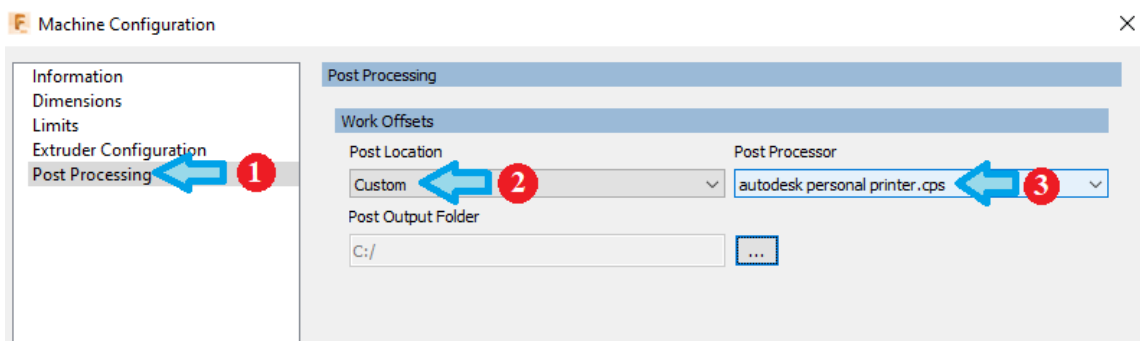 F Machine Configuration
Information
Dimensions
Limits
Extruder Configuration
Post Processing 1
Post Processing
Work Offsets
Post Location Post Processor
Custom 2 autodesk personal printer.cps 3
Post Output Folder
C:/ ...